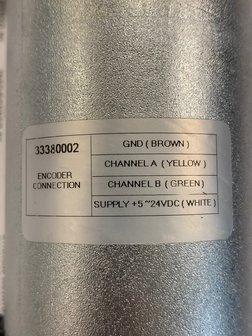 33380002
ENCODER
CONNECTION
GND ( BROWN )
CHANNEL A ( YELLOW )
CHANNEL B ( GREEN )
SUPPLY +5 ~24VDC ( WHITE )